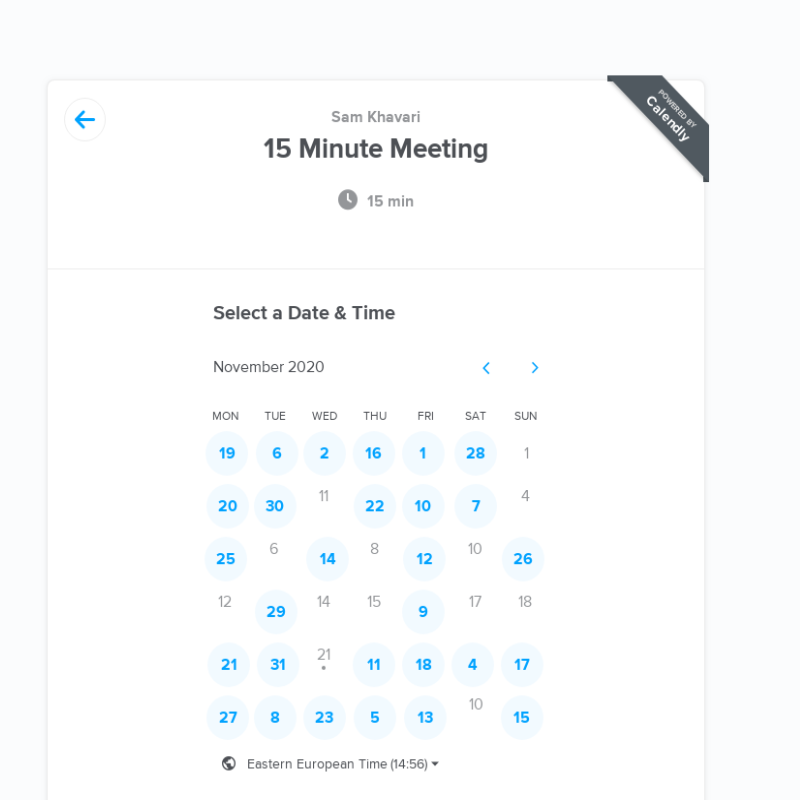 POWERED BY
Calendly
Sam Khavari
15 Minute Meeting
15 min
Select a Date & Time
November 2020
MON TUE WED THU FRI SAT SUN
19 6 2 16 1 28 1
20 30 11 22 10 7 4
25 6 14 8 12 10 26
12 29 14 15 9 17 18
21 31 21 11 18 4 17
27 8 23 5 13 10 15
Eastern European Time (14:56)